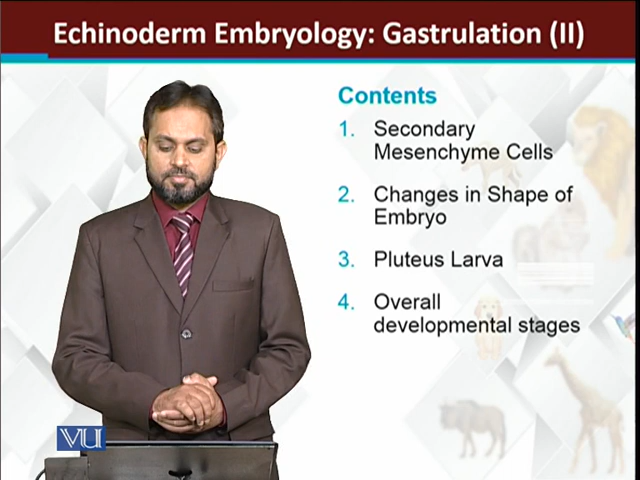 Echinoderm Embryology: Gastrulation (II)
Contents
1. Secondary
Mesenchyme Cells
2. Changes in Shape of
Embryo
3. Pluteus Larva
4. Overall
developmental stages
VU